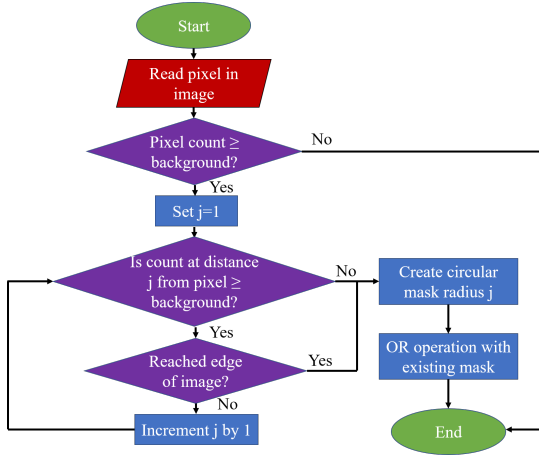 Start
Read pixel in
image
Pixel count ≥
background?
No
Yes
Set j=1
Is count at distance
j from pixel ≥
background?
No
Create circular
mask radius j
Yes
Reached edge
of image?
Yes
OR operation with
existing mask
No
Increment j by 1
End